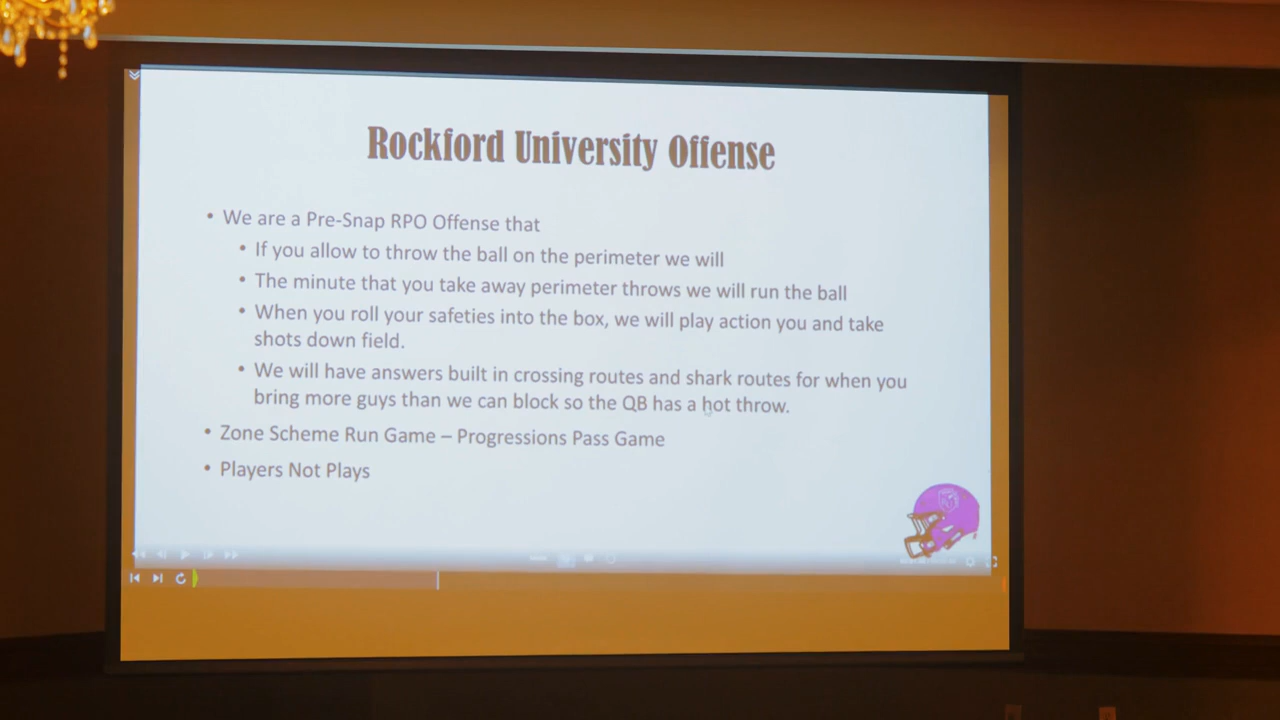 Rockford University Offense
• We are a Pre-Snap RPO Offense that
• If you allow to throw the ball on the perimeter we will
• The minute that you take away perimeter throws we will run the ball
• When you roll your safeties into the box, we will play action you and take
shots down field.
• We will have answers built in crossing routes and shark routes for when you
bring more guys than we can block so the QB has a hot throw.
• Zone Scheme Run Game – Progressions Pass Game
• Players Not Plays